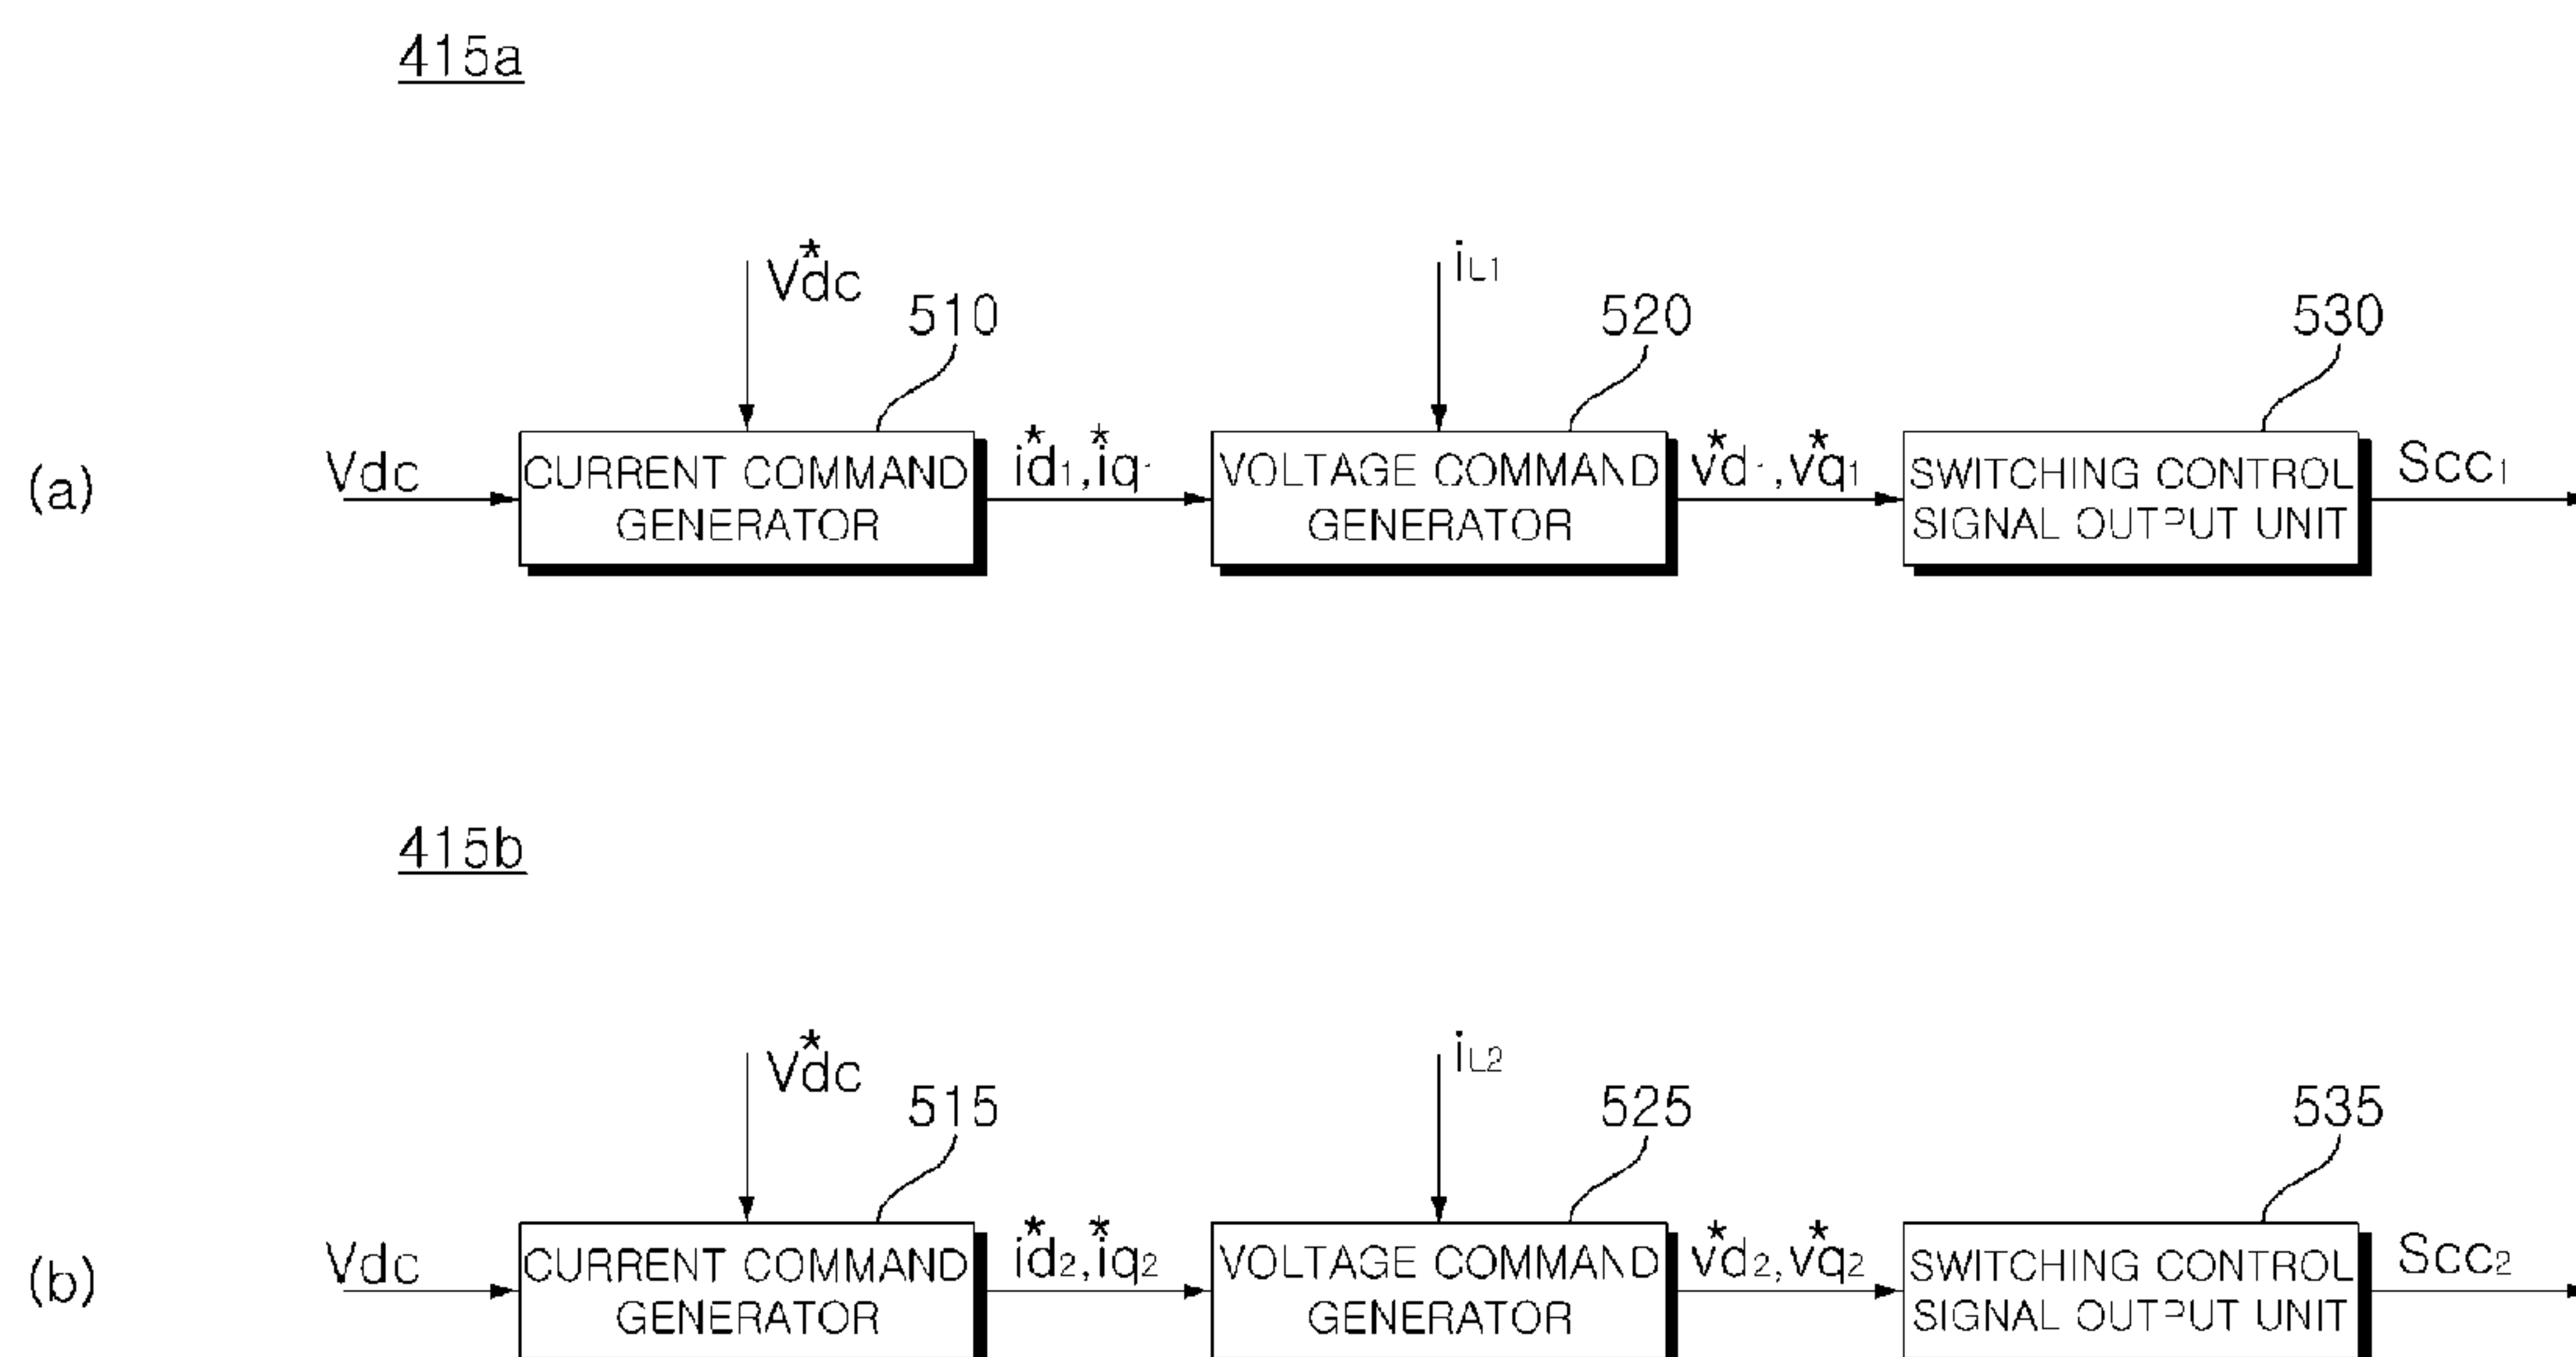 415a
V*dc
iL1
510
520
530
(a)
Vdc
CURRENT COMMAND
GENERATOR
i*d1,i*q1
VOLTAGE COMMAND
GENERATOR
v*d1,v*q1
SWITCHING CONTROL
SIGNAL OUTPUT UNIT
Scc1
415b
V*dc
iL2
515
525
535
(b)
Vdc
CURRENT COMMAND
GENERATOR
i*d2,i*q2
VOLTAGE COMMAND
GENERATOR
v*d2,v*q2
SWITCHING CONTROL
SIGNAL OUTPUT UNIT
Scc2